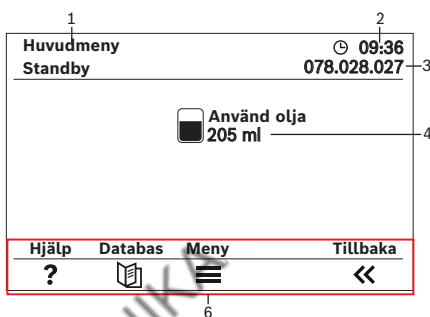 1 2
Huvudmeny 09:36
Standby 078.028.027 3
Använd olja
205 ml 4
Hjälp Databas Meny Tillbaka
?
6